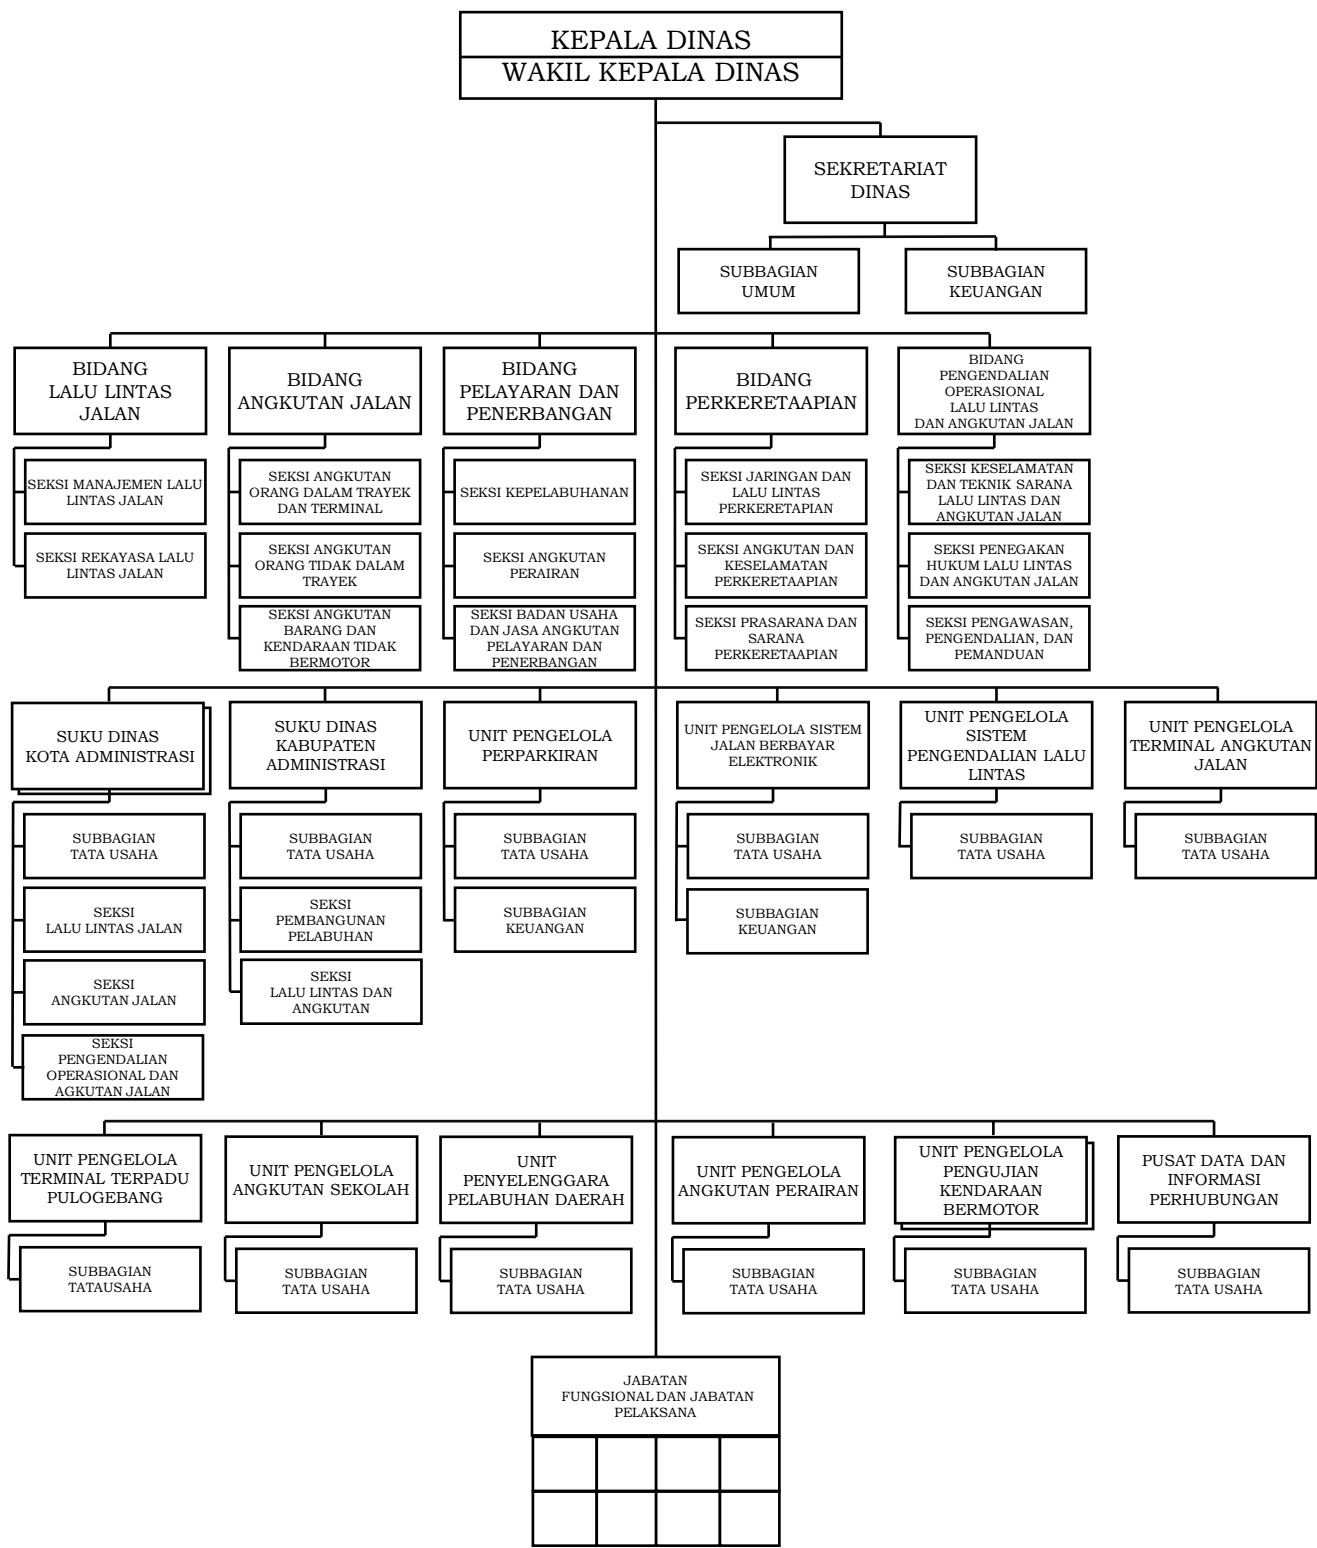 KEPALA DINAS
WAKIL KEPALA DINAS
SEKRETARIAT
DINAS
SUBBAGIAN
UMUM
SUBBAGIAN
KEUANGAN
BIDANG
LALU LINTAS
JALAN
BIDANG
ANGKUTAN JALAN
BIDANG
PELAYARAN DAN
PENERBANGAN
BIDANG
PERKERETAAPIAN
BIDANG
PENGENDALIAN
OPERASIONAL
LALU LINTAS
DAN ANGKUTAN JALAN
SEKSI MANAJEMEN LALU
LINTAS JALAN
SEKSI REKAYASA LALU
LINTAS JALAN
SEKSI ANGKUTAN
ORANG DALAM TRAYEK
DAN TERMINAL
SEKSI ANGKUTAN
ORANG TIDAK DALAM
TRAYEK
SEKSI ANGKUTAN
BARANG DAN
KENDARAAN TIDAK
BERMOTOR
SEKSI KEPELABUHANAN
SEKSI ANGKUTAN
PERAIRAN
SEKSI BADAN USAHA
DAN JASA ANGKUTAN
PELAYARAN DAN
PENERBANGAN
SEKSI JARINGAN DAN
LALU LINTAS
PERKERETAPIAN
SEKSI ANGKUTAN DAN
KESELAMATAN
PERKERETAAPIAN
SEKSI PRASARANA DAN
SARANA
PERKERETAAPIAN
SEKSI KESELAMATAN
DAN TEKNIK SARANA
LALU LINTAS DAN
ANGKUTAN JALAN
SEKSI PENEGAKAN
HUKUM LALU LINTAS
DAN ANGKUTAN JALAN
SEKSI PENGAWASAN,
PENGENDALIAN, DAN
PEMANDUAN
SUKU DINAS
KOTA ADMINISTRASI
SUKU DINAS
KABUPATEN
ADMINISTRASI
UNIT PENGELOLA
PERPARKIRAN
UNIT PENGELOLA SISTEM
JALAN BERBAYAR
ELEKTRONIK
UNIT PENGELOLA
SISTEM
PENGENDALIAN LALU
LINTAS
UNIT PENGELOLA
TERMINAL ANGKUTAN
JALAN
SUBBAGIAN
TATA USAHA
SEKSI
LALU LINTAS JALAN
SEKSI
ANGKUTAN JALAN
SEKSI
PENGENDALIAN
OPERASIONAL DAN
AGKUTAN JALAN
SUBBAGIAN
TATA USAHA
SEKSI
PEMBANGUNAN
PELABUHAN
SEKSI
LALU LINTAS DAN
ANGKUTAN
SUBBAGIAN
TATA USAHA
SUBBAGIAN
KEUANGAN
SUBBAGIAN
TATA USAHA
SUBBAGIAN
KEUANGAN
SUBBAGIAN
TATA USAHA
SUBBAGIAN
TATA USAHA
UNIT PENGELOLA
TERMINAL TERPADU
PULOGEBANG
UNIT PENGELOLA
ANGKUTAN SEKOLAH
UNIT
PENYELENGGARA
PELABUHAN DAERAH
UNIT PENGELOLA
ANGKUTAN PERAIRAN
UNIT PENGELOLA
PENGUJIAN
KENDARAAN
BERMOTOR
PUSAT DATA DAN
INFORMASI
PERHUBUNGAN
SUBBAGIAN
TATAUSAHA
SUBBAGIAN
TATA USAHA
SUBBAGIAN
TATA USAHA
SUBBAGIAN
TATA USAHA
SUBBAGIAN
TATA USAHA
SUBBAGIAN
TATA USAHA
JABATAN
FUNGSIONAL DAN JABATAN
PELAKSANA